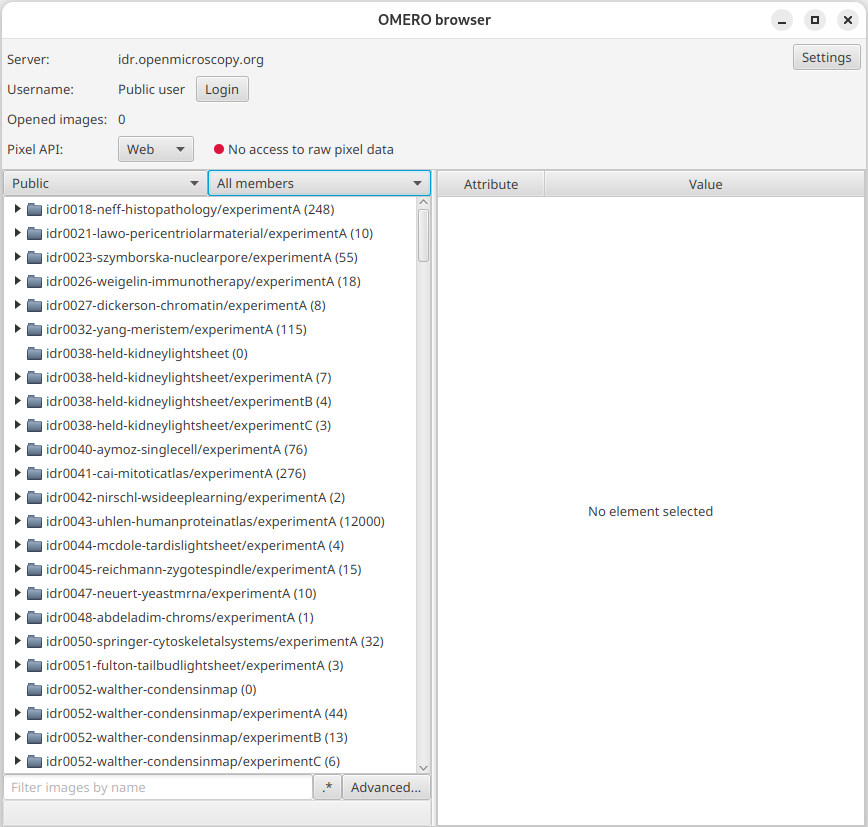 OMERO browser
Server: idr.openmicroscopy.org Settings
Username: Public user Login
Opened images: 0
Pixel API: Web No access to raw pixel data
Public All members Attribute Value
idr0018-neff-histopathology/experimentA (248)
idr0021-lawo-pericentriolarmaterial/experimentA (10)
idr0023-szymborska-nuclearpore/experimentA (55)
idr0026-weigelin-immunotherapy/experimentA (18)
idr0027-dickerson-chromatin/experimentA (8)
idr0032-yang-meristem/experimentA (115)
idr0038-held-kidneylightsheet (0)
idr0038-held-kidneylightsheet/experimentA (7)
idr0038-held-kidneylightsheet/experimentB (4)
idr0038-held-kidneylightsheet/experimentC (3)
idr0040-aymoz-singlecell/experimentA (76)
idr0041-cai-mitoticatlas/experimentA (276)
idr0042-nirschl-wsideeplearning/experimentA (2)
idr0043-uhlen-humanproteinatlas/experimentA (12000)
No element selected
idr0044-mcdole-tardislightsheet/experimentA (4)
idr0045-reichmann-zygotespindle/experimentA (15)
idr0047-neuert-yeastmrna/experimentA (10)
idr0048-abdeladim-chroms/experimentA (1)
idr0050-springer-cytoskeletalsystems/experimentA (32)
idr0051-fulton-tailbudlightsheet/experimentA (3)
idr0052-walther-condensinmap (0)
idr0052-walther-condensinmap/experimentA (44)
idr0052-walther-condensinmap/experimentB (13)
idr0052-walther-condensinmap/experimentC (6)
Filter images by name .* Advanced...